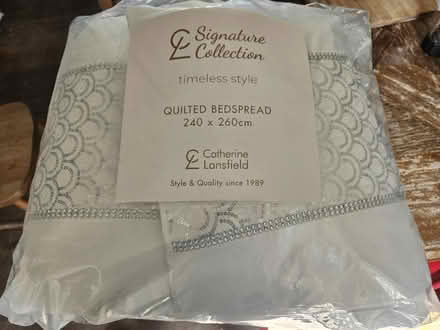 CL Signature
Collection
timeless style
QUILTED BEDSPREAD
240 x 260cm
CL Catherine
Lansfield
Style & Quality since 1989